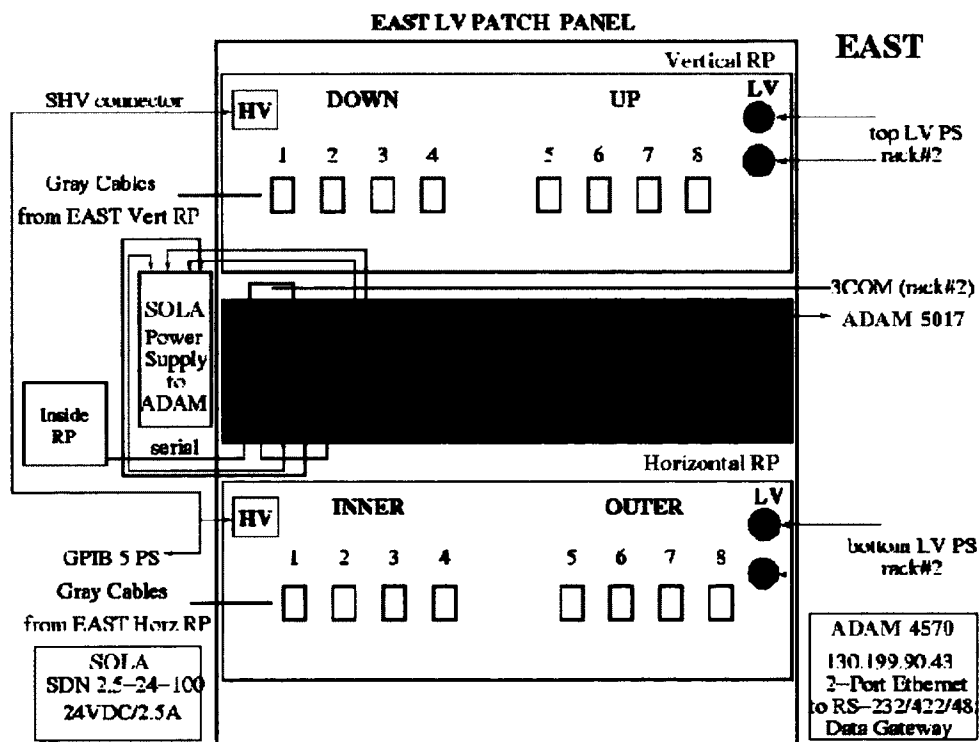 EAST LV PATCH PANEL
EAST
Vertical RP
SHV connector
HV
DOWN
UP
LV
top LV PS
rack#2
1 2 3 4 5 6 7 8
Gray Cables
from EAST Vert RP
3COM (rack#2)
ADAM 5017
SOLA
Power
Supply
to
ADAM
Inside
RP
serial
Horizontal RP
HV
INNER
OUTER
LV
bottom LV PS
rack#2
GPIB 5 PS
1 2 3 4 5 6 7 8
Gray Cables
from EAST Horz RP
SOLA
SDN 2.5-24-100
24VDC/2.5A
ADAM 4570
130.199.90.43
2-Port Ethernet
to RS-232/422/48
Data Gateway